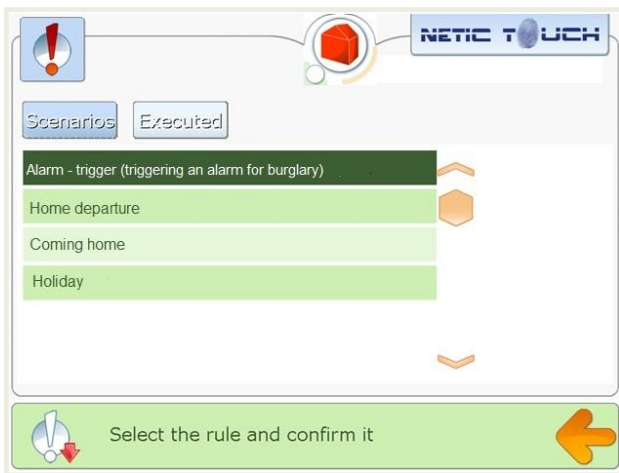 NETIC TOUCH
Scenarios Executed
Alarm - trigger (triggering an alarm for burglary)
Home departure
Coming home
Holiday
Select the rule and confirm it